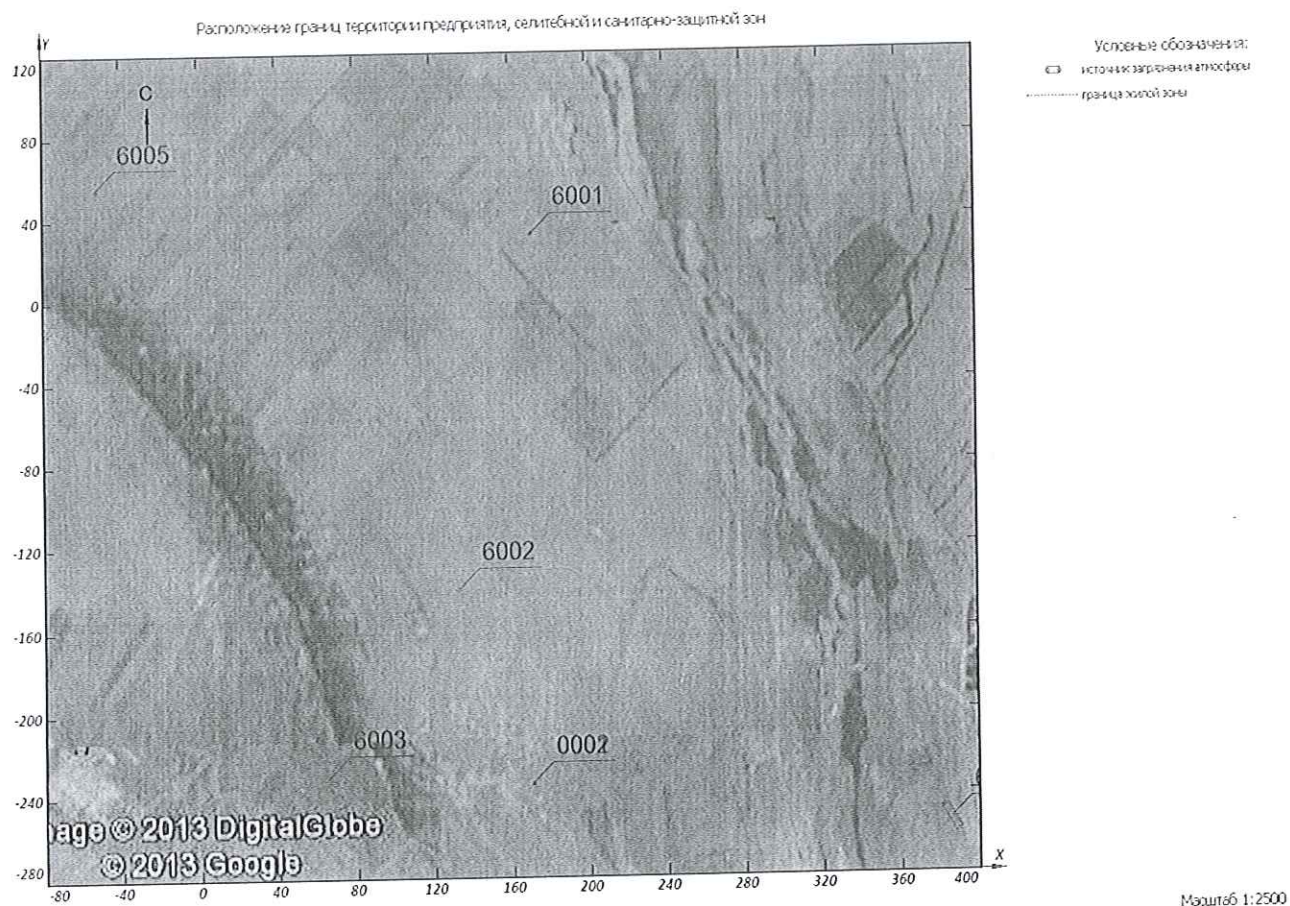 Расположение границ территории предприятия, селитебной и санитарно-защитной зон
Условные обозначения:
источник загрязнения атмосферы
граница жилой зоны
Y
120
80
40
0
-40
-80
-120
-160
-200
-240
-280
С
6005
6001
6002
6003
age © 2013 DigitalGlobe
© 2013 Google
X
-80
-40
0
40
80
120
160
200
240
280
320
360
400
Масштаб 1:2500